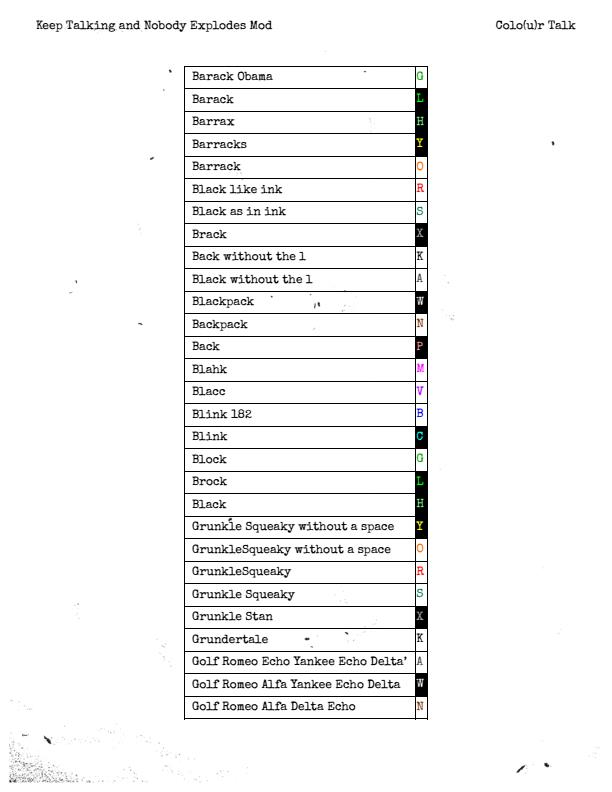 Keep Talking and Nobody Explodes Mod Colo(u)r Talk
Barack Obama G
Barack L
Barrax H
Barracks Y
Barrack O
Black like ink R
Black as in ink S
Brack X
Back without the l K
Black without the l A
Blackpack W
Backpack N
Back P
Blahk M
Blacc V
Blink 182 B
Blink C
Block G
Brock L
Black H
Grunkle Squeaky without a space Y
GrunkleSqueaky without a space O
GrunkleSqueaky R
Grunkle Squeaky S
Grunkle Stan X
Grundertale K
Golf Romeo Echo Yankee Echo Delta' A
Golf Romeo Alfa Yankee Echo Delta W
Golf Romeo Alfa Delta Echo N